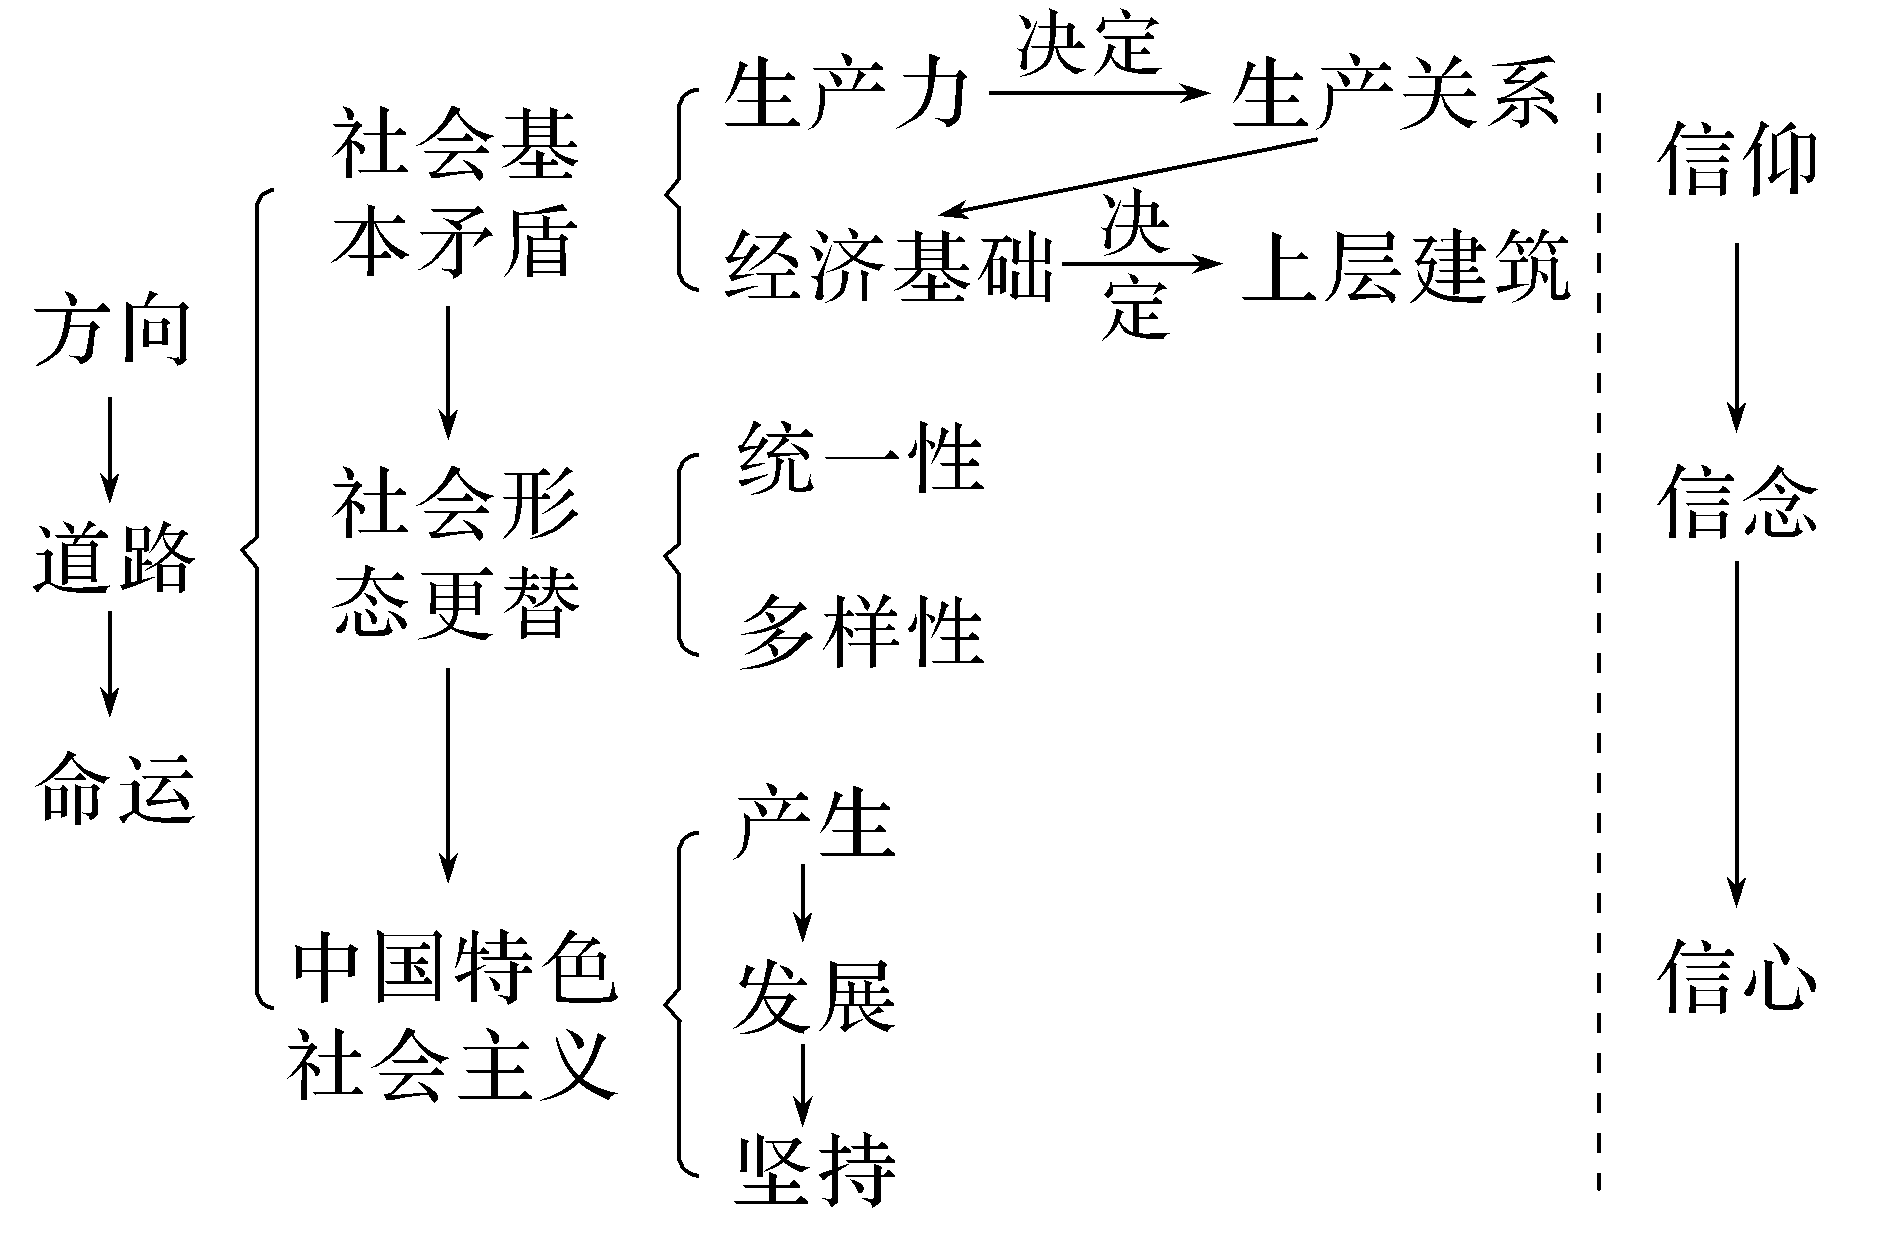 方向
道路
命运
社会基
本矛盾
生产力
决定
生产关系
经济基础
决
定
上层建筑
社会形
态更替
统一性
多样性
中国特色
社会主义
产生
发展
坚持
信仰
信念
信心